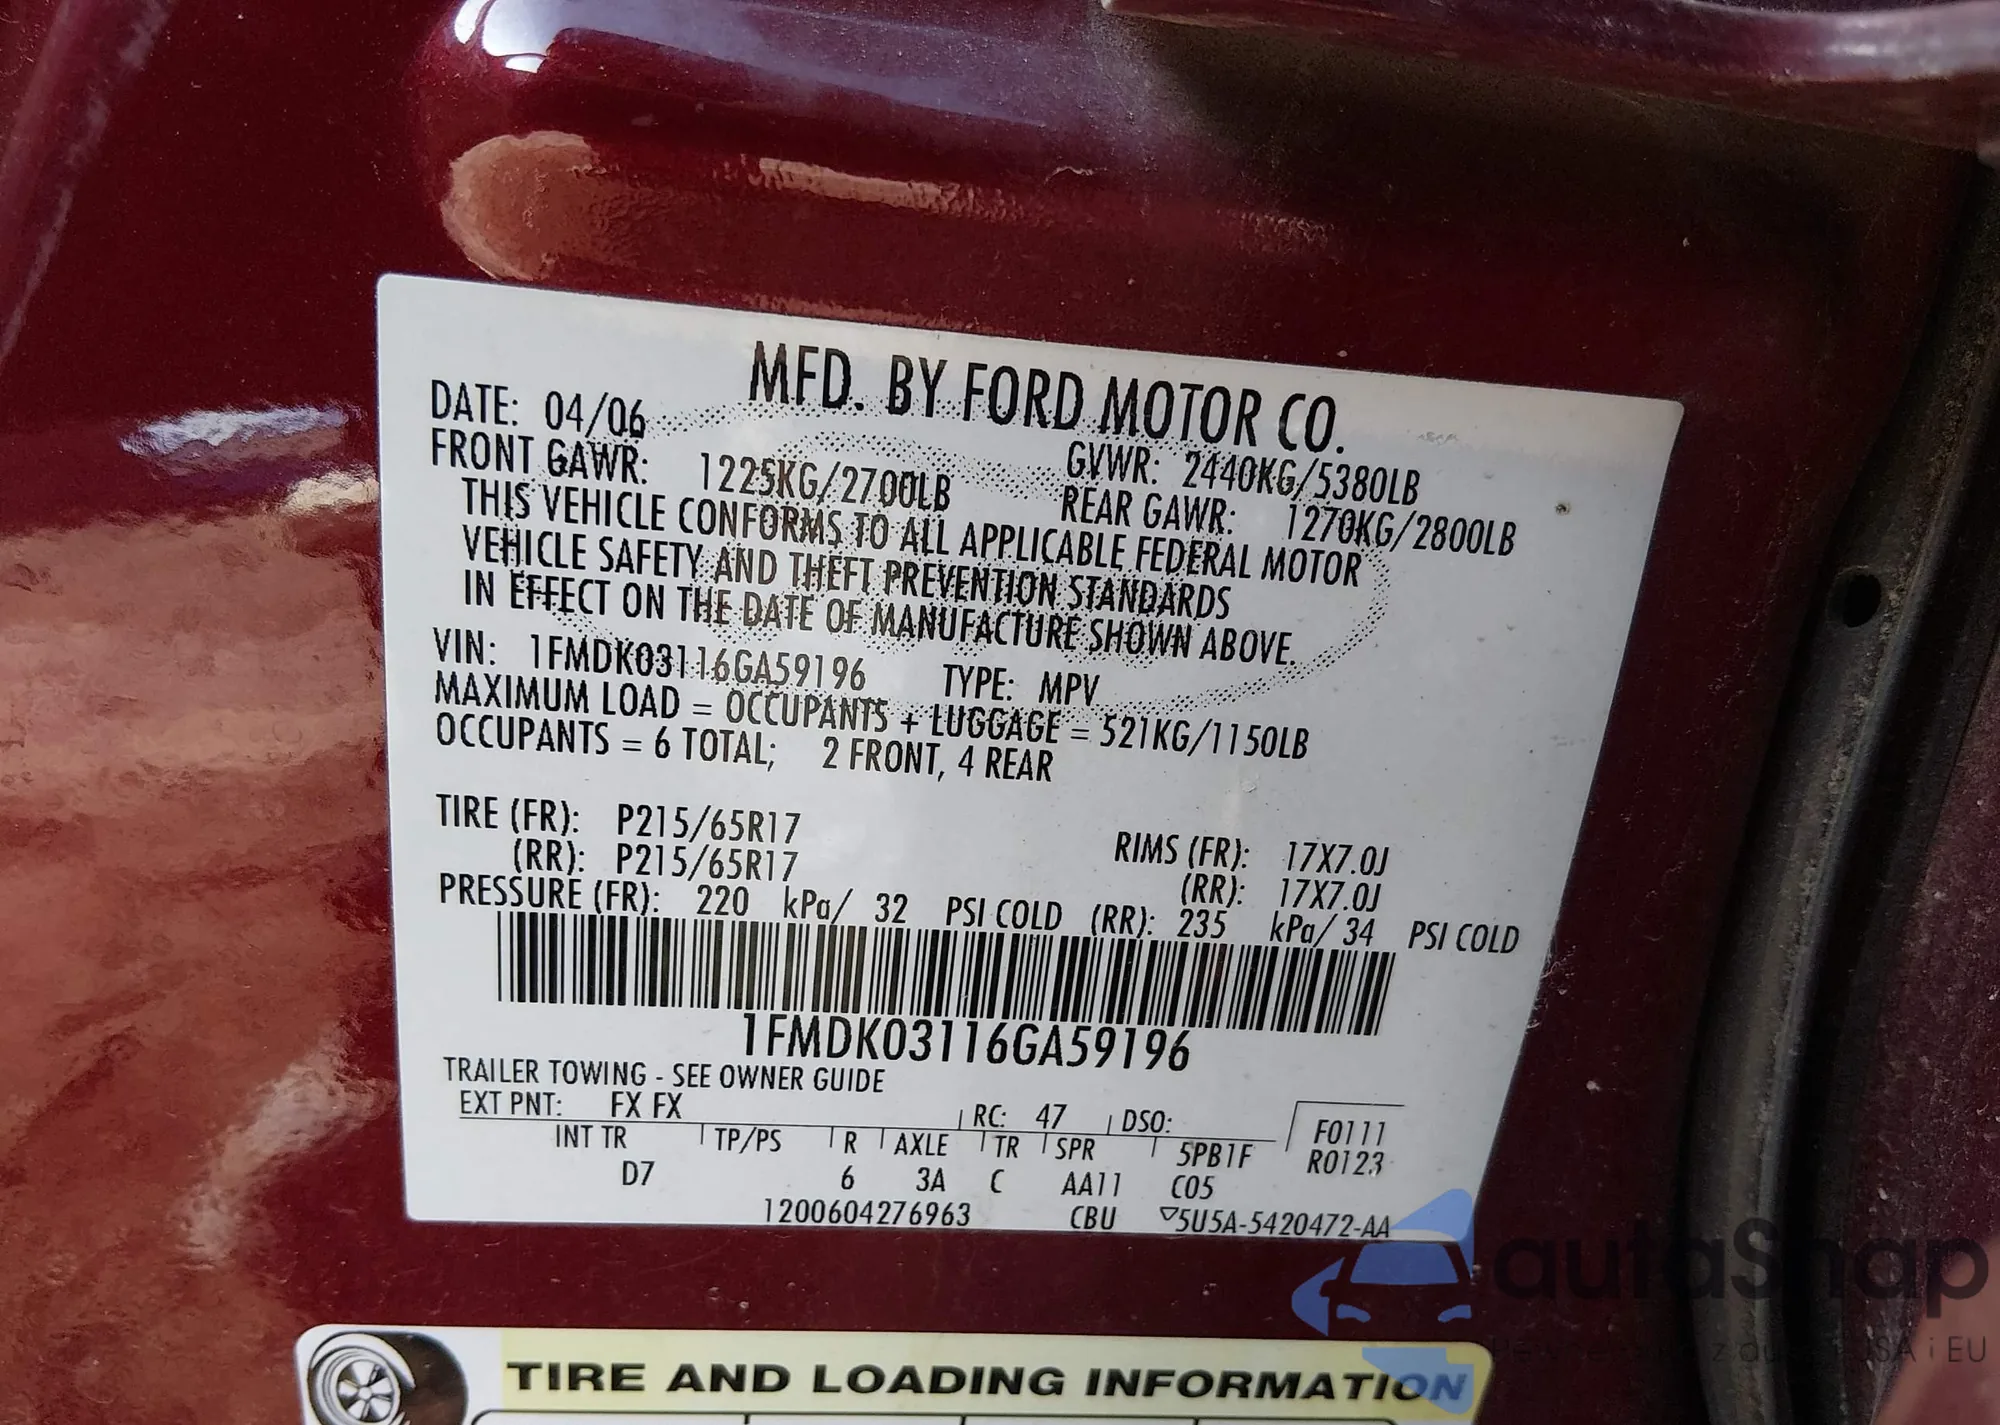 MFD. BY FORD MOTOR CO.
DATE: 04/06
GVWR: 2440KG/5380LB
FRONT GAWR: 1225KG/2700LB
REAR GAWR: 1270KG/2800LB
THIS VEHICLE CONFORMS TO ALL APPLICABLE FEDERAL MOTOR
VEHICLE SAFETY AND THEFT PREVENTION STANDARDS
IN EFFECT ON THE DATE OF MANUFACTURE SHOWN ABOVE.
VIN: 1FMDK03116GA59196 TYPE: MPV
MAXIMUM LOAD = OCCUPANTS + LUGGAGE = 521KG/1150LB
OCCUPANTS = 6 TOTAL; 2 FRONT, 4 REAR
TIRE (FR): P215/65R17 RIMS (FR): 17X7.0J
(RR): P215/65R17 (RR): 17X7.0J
PRESSURE (FR): 220 kPa/ 32 PSI COLD (RR): 235 kPa/ 34 PSI COLD
1FMDK03116GA59196
TRAILER TOWING - SEE OWNER GUIDE
EXT PNT: FX FX RC: 47 DSO: F0111
INT TR TP/PS R AXLE TR SPR 5PB1F R0123
D7 6 3A C AA11 C05
1200604276963 CBU ▽5U5A-5420472-AA
autaSnap
USA i EU
TIRE AND LOADING INFORMATION